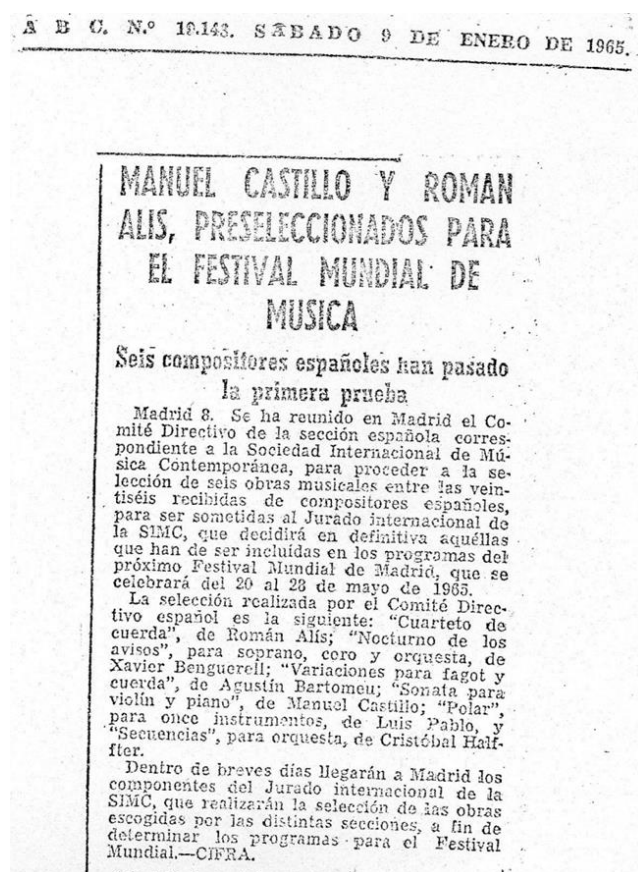 A B C. N.º 19.143. SABADO 9 DE ENERO DE 1965.
MANUEL CASTILLO Y ROMAN
ALIS, PRESELECCIONADOS PARA
EL FESTIVAL MUNDIAL DE
MUSICA
Seis compositores españoles han pasado
la primera prueba
Madrid 8. Se ha reunido en Madrid el Co-
mité Directivo de la sección española corres-
pondiente a la Sociedad Internacional de Mú-
sica Contemporánea, para proceder a la se-
lección de seis obras musicales entre las vein-
tiséis recibidas de compositores españoles,
para ser sometidas al Jurado internacional de
la SIMC, que decidirá en definitiva aquéllas
que han de ser incluídas en los programas del
próximo Festival Mundial de Madrid, que se
celebrará del 20 al 28 de mayo de 1965.
La selección realizada por el Comité Direc-
tivo español es la siguiente: "Cuarteto de
cuerda", de Román Alís; "Nocturno de los
avisos", para soprano, coro y orquesta, de
Xavier Benguerell; "Variaciones para fagot y
cuerda", de Agustín Bartomeu; "Sonata para
violín y piano", de Manuel Castillo; "Polar",
para once instrumentos, de Luis Pablo, y
"Secuencias", para orquesta, de Cristóbal Half-
fter.
Dentro de breves días llegarán a Madrid los
componentes del Jurado internacional de la
SIMC, que realizarán la selección de las obras
escogidas por las distintas secciones, a fin de
determinar los programas para el Festival
Mundial.—CIFRA.